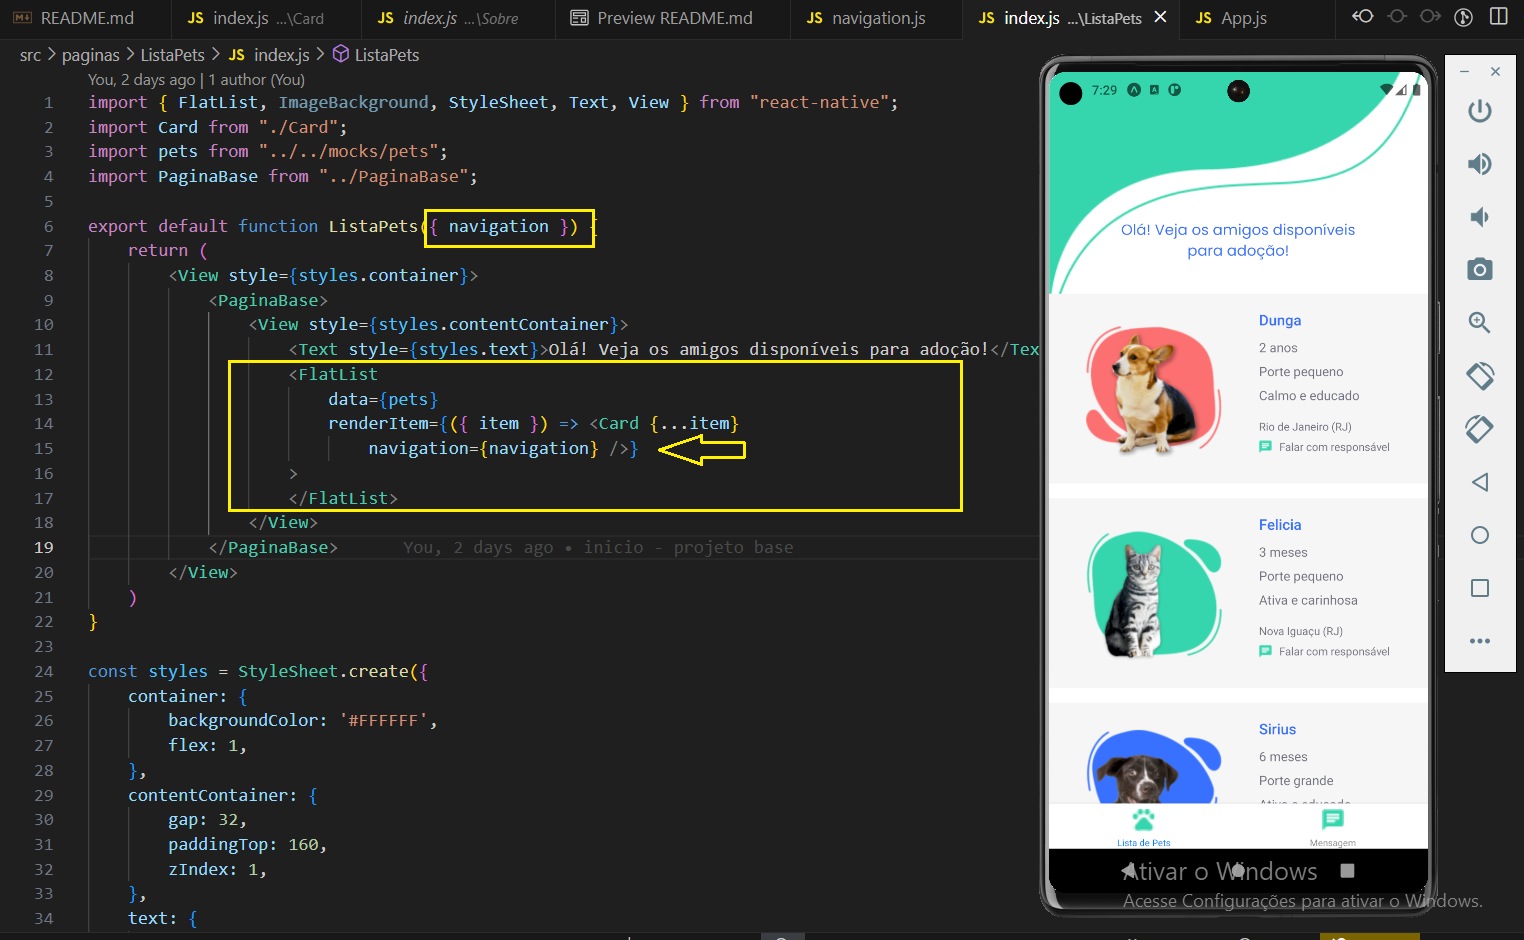 README.md
JS index.js ...\Card
JS index.js ...\Sobre
Preview README.md
JS navigation.js
JS index.js ...\ListaPets
JS App.js
src > paginas > ListaPets > JS index.js > ListaPets
You, 2 days ago | 1 author (You)
1 import { FlatList, ImageBackground, StyleSheet, Text, View } from "react-native";
2 import Card from "./Card";
3 import pets from "../../mocks/pets";
4 import PaginaBase from "../PaginaBase";
5
6 export default function ListaPets({ navigation }) {
7 return (
8 <View style={styles.container}>
9 <PaginaBase>
10 <View style={styles.contentContainer}>
11 <Text style={styles.text}>Olá! Veja os amigos disponíveis para adoção!</Tex
12 <FlatList
13 data={pets}
14 renderItem={({ item }) => <Card {...item}
15 navigation={navigation} />}
16 >
17 </FlatList>
18 </View>
19 </PaginaBase> You, 2 days ago • inicio - projeto base
20 </View>
21 )
22 }
23
24 const styles = StyleSheet.create({
25 container: {
26 backgroundColor: '#FFFFFF',
27 flex: 1,
28 },
29 contentContainer: {
30 gap: 32,
31 paddingTop: 160,
32 zIndex: 1,
33 },
34 text: {
7:29
Olá! Veja os amigos disponíveis
para adoção!
Dunga
2 anos
Porte pequeno
Calmo e educado
Rio de Janeiro (RJ)
Falar com responsável
Felicia
3 meses
Porte pequeno
Ativa e carinhosa
Nova Iguaçu (RJ)
Falar com responsável
Sirius
6 meses
Porte grande
Lista de Pets
Mensagem
Ativar o Windows
Acesse Configurações para ativar o Windows.